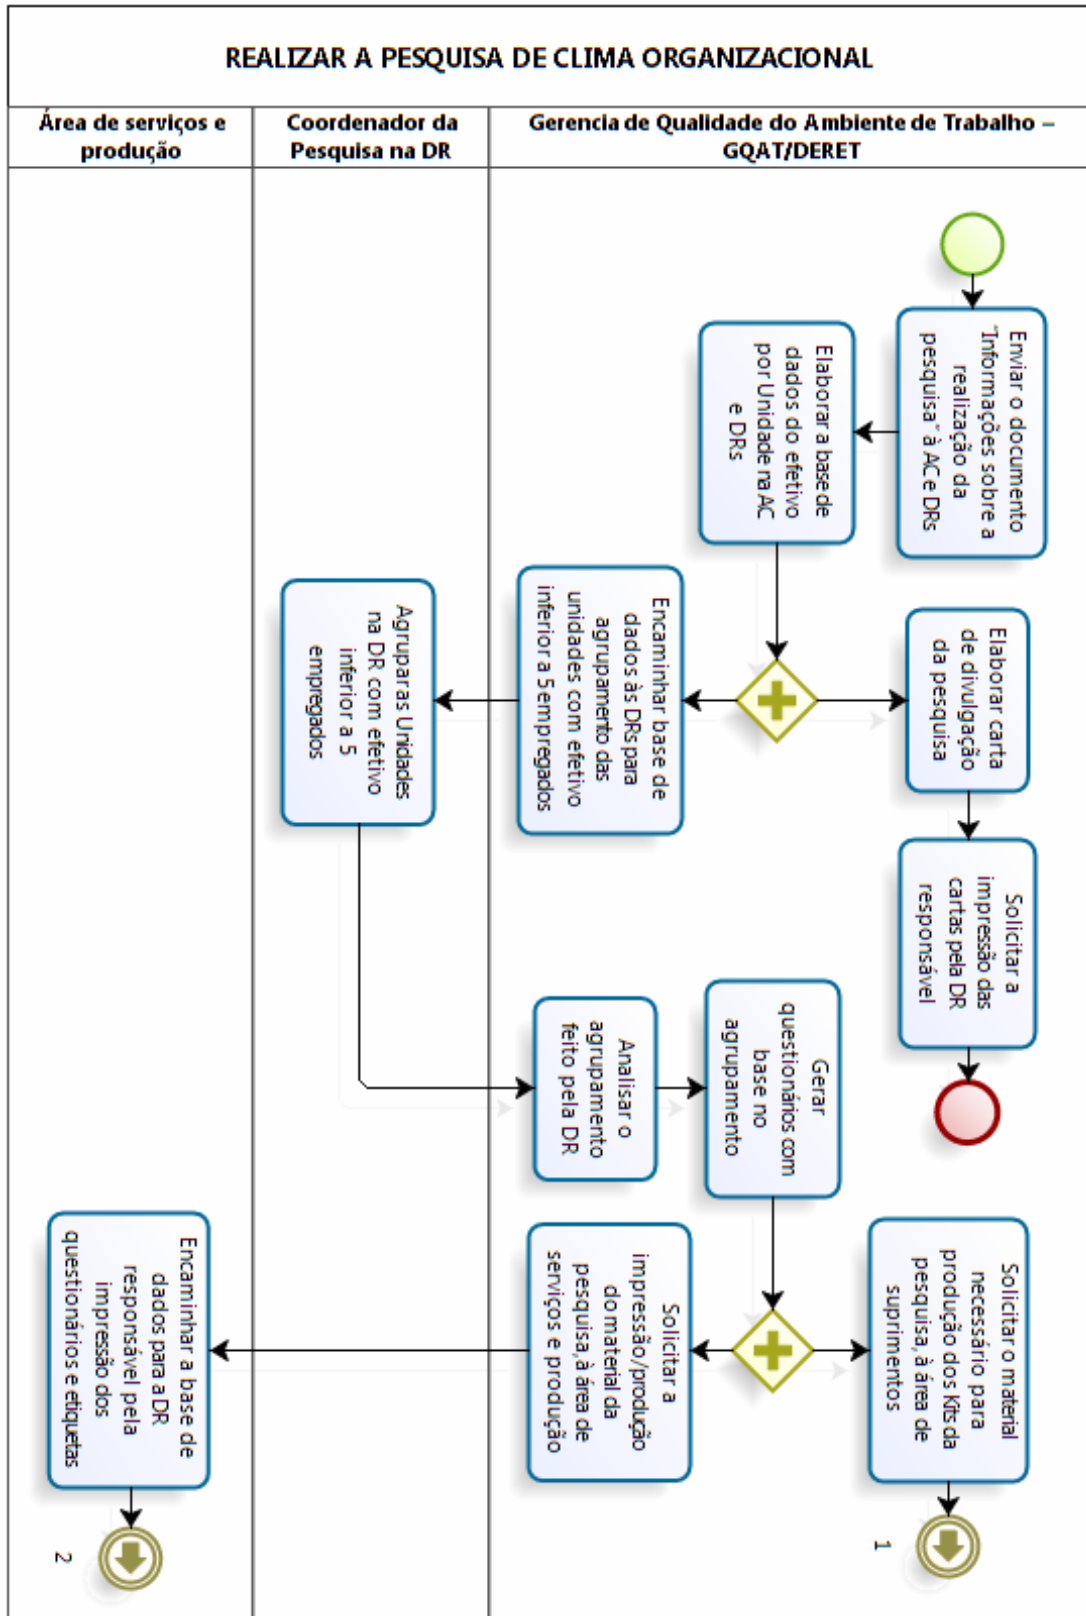 REALIZAR A PESQUISA DE CLIMA ORGANIZACIONAL
Área de serviços e
produção
Coordenador da
Pesquisa na DR
Gerencia de Qualidade do Ambiente de Trabalho –
GQAT/DERET
Enviar o documento
"Informações sobre a
realização da
pesquisa" à AC e DRs
Elaborar a base de
dados do efetivo
por Unidade na AC
e DRs
Elaborar carta
de divulgação
da pesquisa
Solicitar a
impressão das
cartas pela DR
responsável
Encaminhar base de
dados às DRs para
agrupamento das
unidades com efetivo
inferior a 5 empregados
Agrupar as Unidades
na DR com efetivo
inferior a 5
empregados
Analisar o
agrupamento
feito pela DR
Gerar
questionários com
base no
agrupamento
Solicitar o material
necessário para
produção dos Kits da
pesquisa, à área de
suprimentos
1
Solicitar a
impressão/produção
do material da
pesquisa, à área de
serviços e produção
Encaminhar a base de
dados para a DR
responsável pela
impressão dos
questionários e etiquetas
2